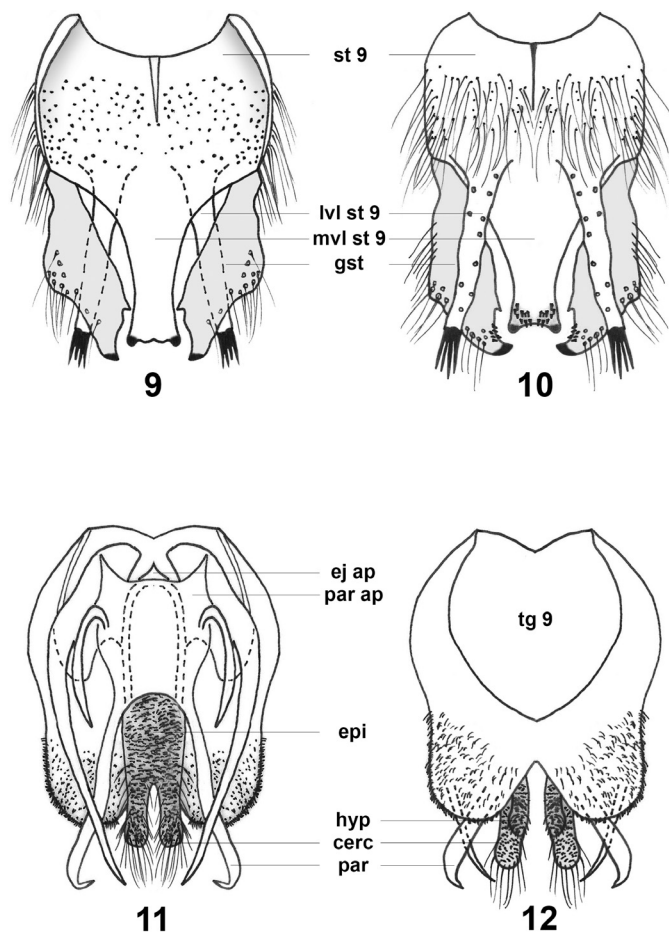 st 9
lvl st 9
mvl st 9
gst
9
10
ej ap
par ap
tg 9
epi
hyp
cerc
par
11
12